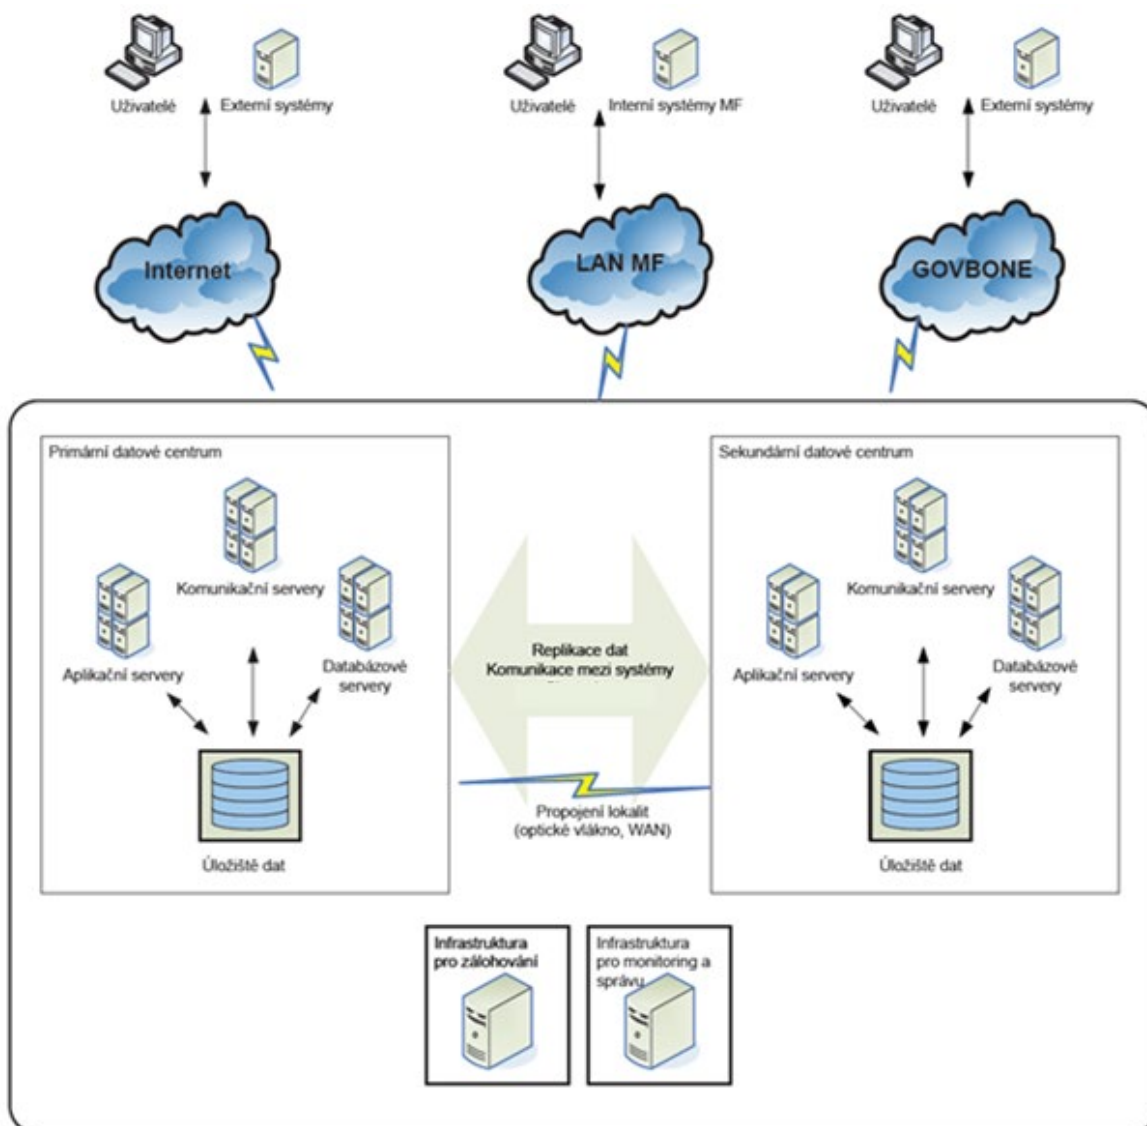 Uživatelé
Externí systémy
Uživatelé
Interní systémy MF
Uživatelé
Externí systémy
Internet
LAN MF
GOVBONE
Primární datové centrum
Komunikační servery
Aplikační servery
Databázové
servery
Úložiště dat
Replikace dat
Komunikace mezi systémy
Propojení lokalit
(optické vlákno, WAN)
Sekundární datové centrum
Komunikační servery
Aplikační servery
Databázové
servery
Úložiště dat
Infrastruktura
pro zálohování
Infrastruktura
pro monitoring a
správu